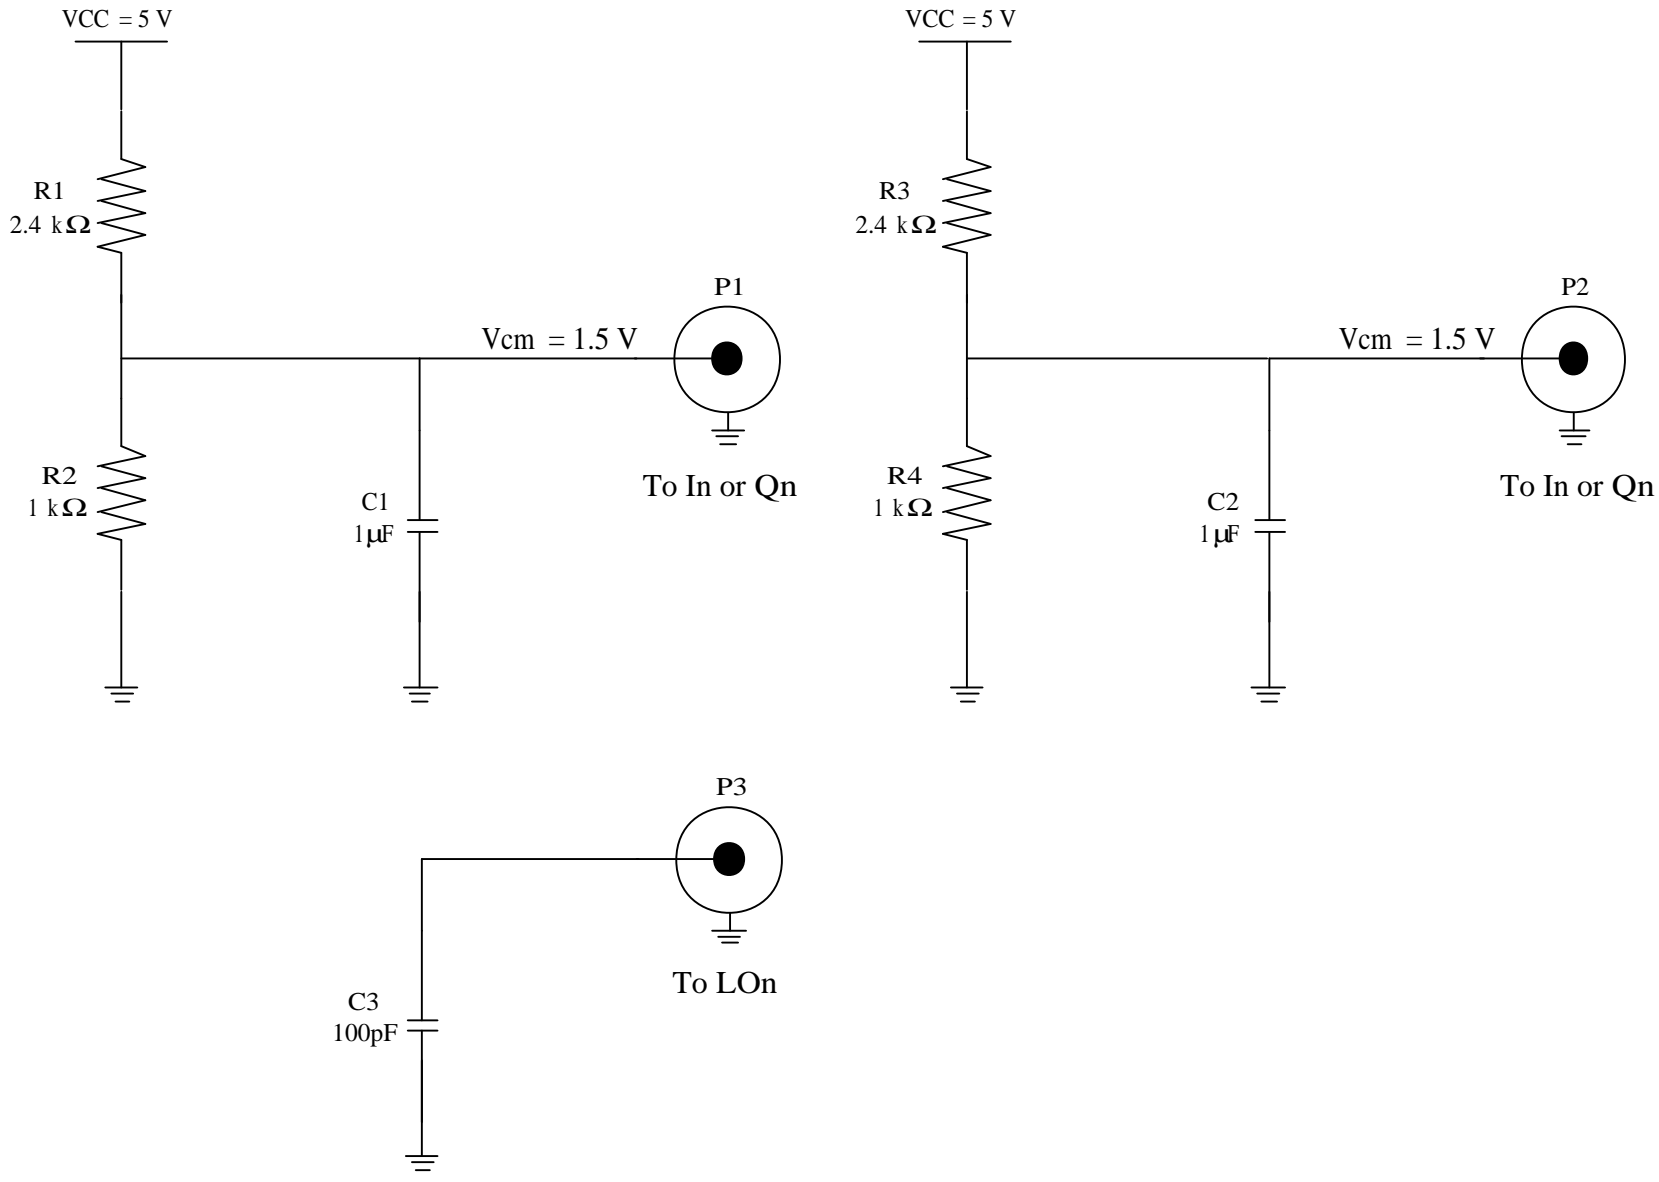 VCC = 5 V
R1
2.4 kΩ
P1
Vcm = 1.5 V
R2
1 kΩ
C1
1µF
To In or Qn
VCC = 5 V
R3
2.4 kΩ
P2
Vcm = 1.5 V
R4
1 kΩ
C2
1µF
To In or Qn
P3
To LOn
C3
100pF